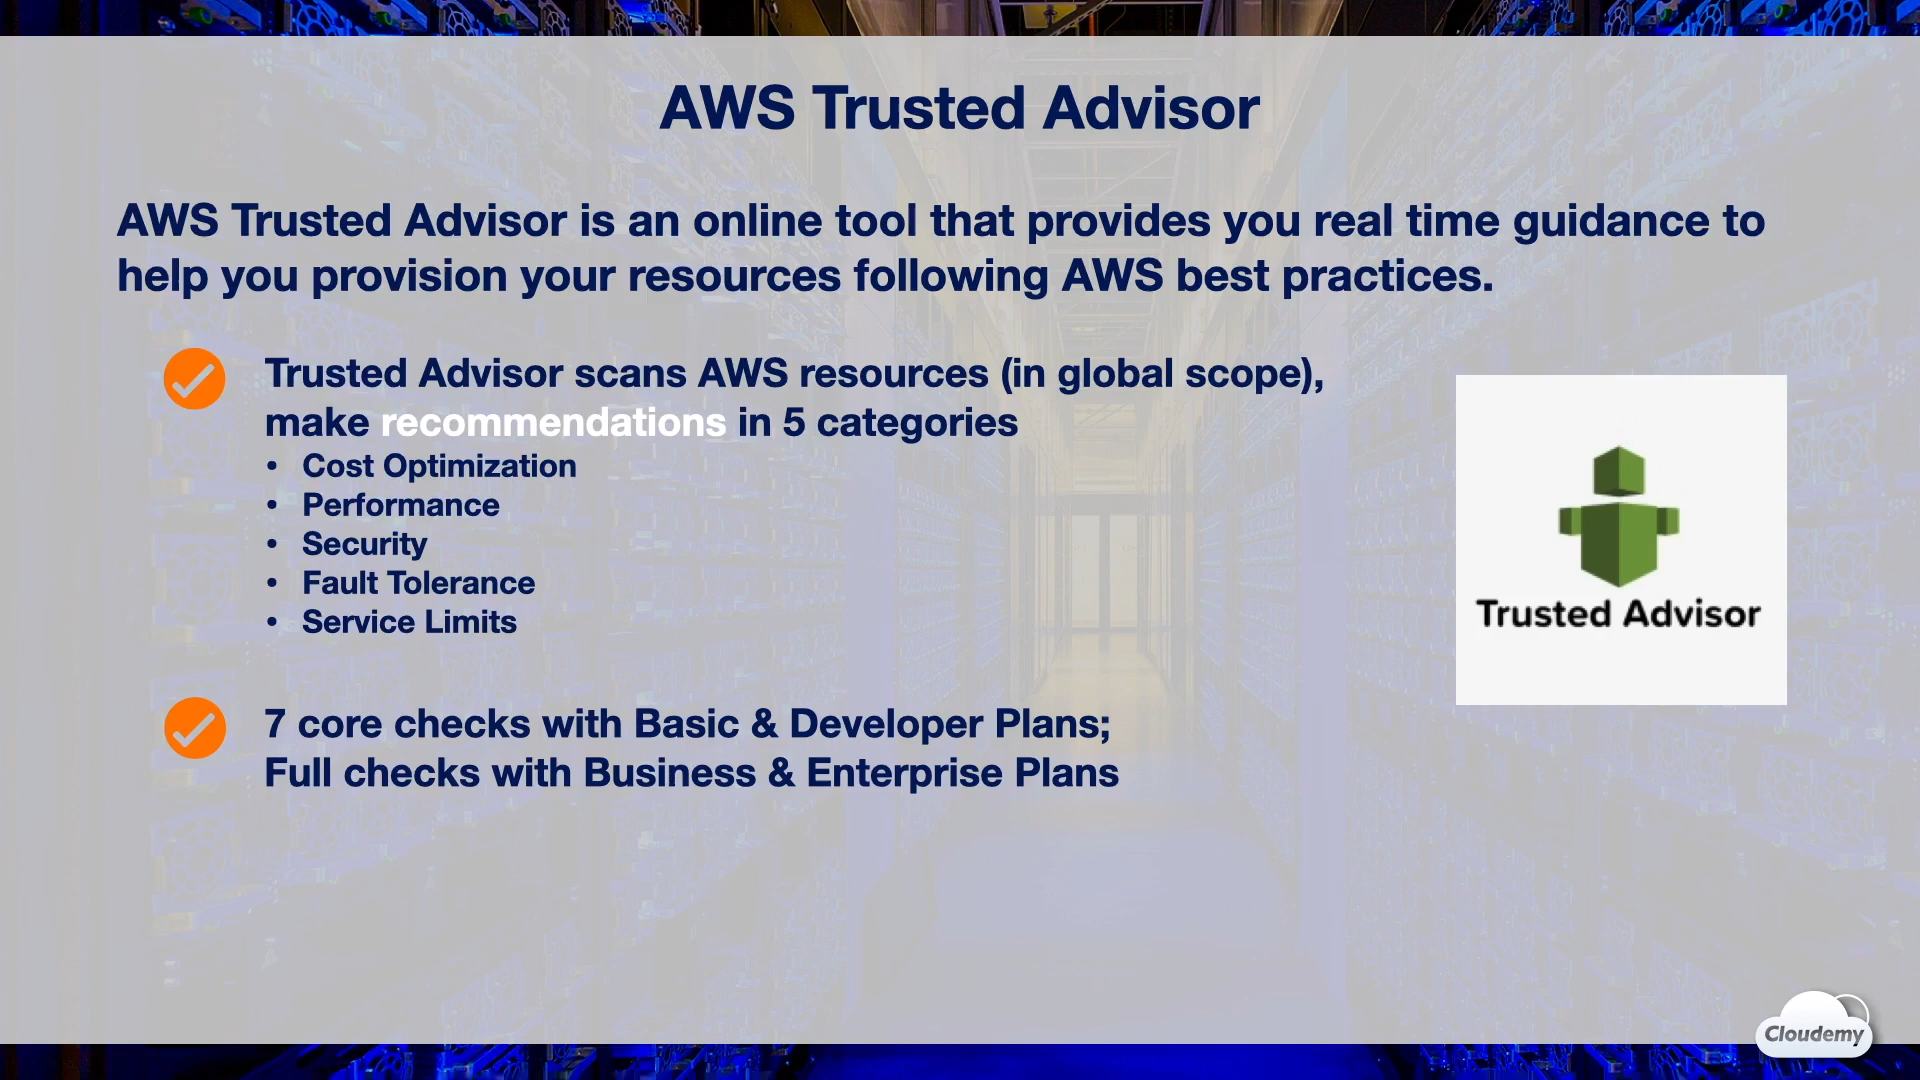 AWS Trusted Advisor
AWS Trusted Advisor is an online tool that provides you real time guidance to
help you provision your resources following AWS best practices.
Trusted Advisor scans AWS resources (in global scope),
make recommendations in 5 categories
• Cost Optimization
• Performance
• Security
• Fault Tolerance
• Service Limits
Trusted Advisor
7 core checks with Basic & Developer Plans;
Full checks with Business & Enterprise Plans
Cloudemy